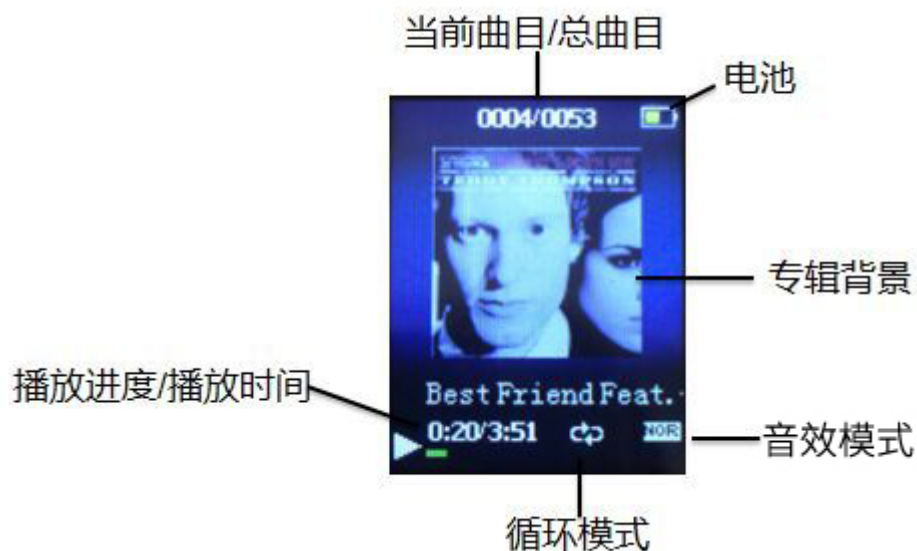 当前曲目/总曲目
电池
0004/0053
TEDDY THOMPSON
专辑背景
播放进度/播放时间
Best Friend Feat.
0:20/3:51
NOR
音效模式
循环模式